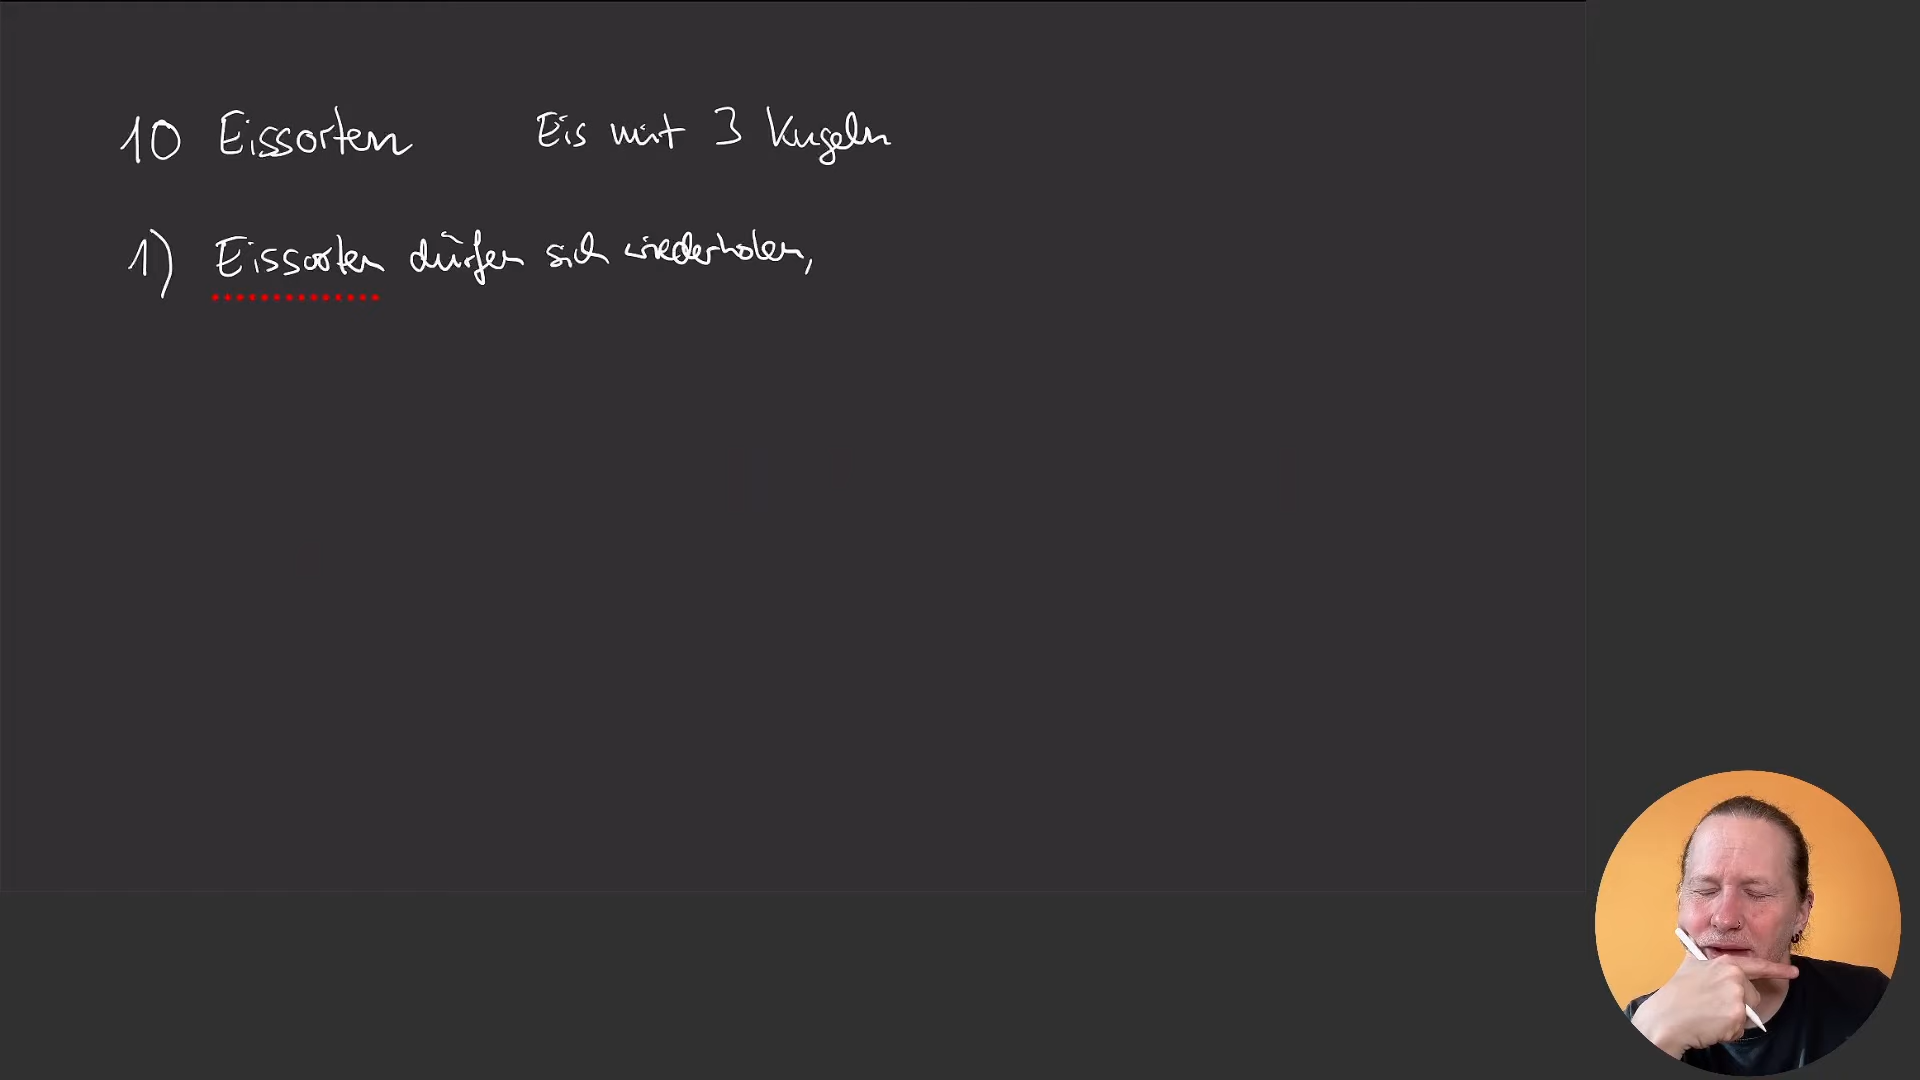 10 Eissorten Eis mit 3 Kugeln
1) Eissorten dürfen sich wiederholen,